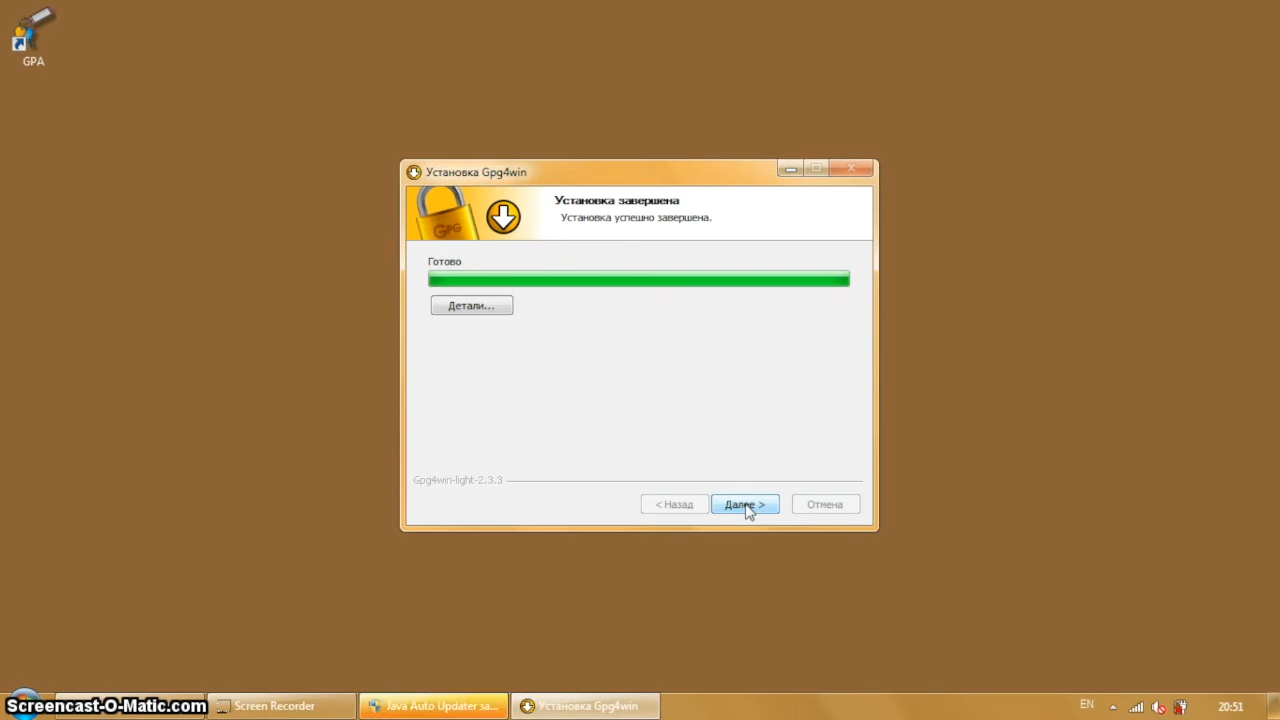 GPA
Установка Gpg4win
GPG
Установка завершена
Установка успешно завершена.
Готово
Детали...
Gpg4win-light-2.3.3
< Назад
Далее >
Отмена
Screencast-O-Matic.com
Screen Recorder
Java Auto Updater за...
Установка Gpg4win
EN
20:51